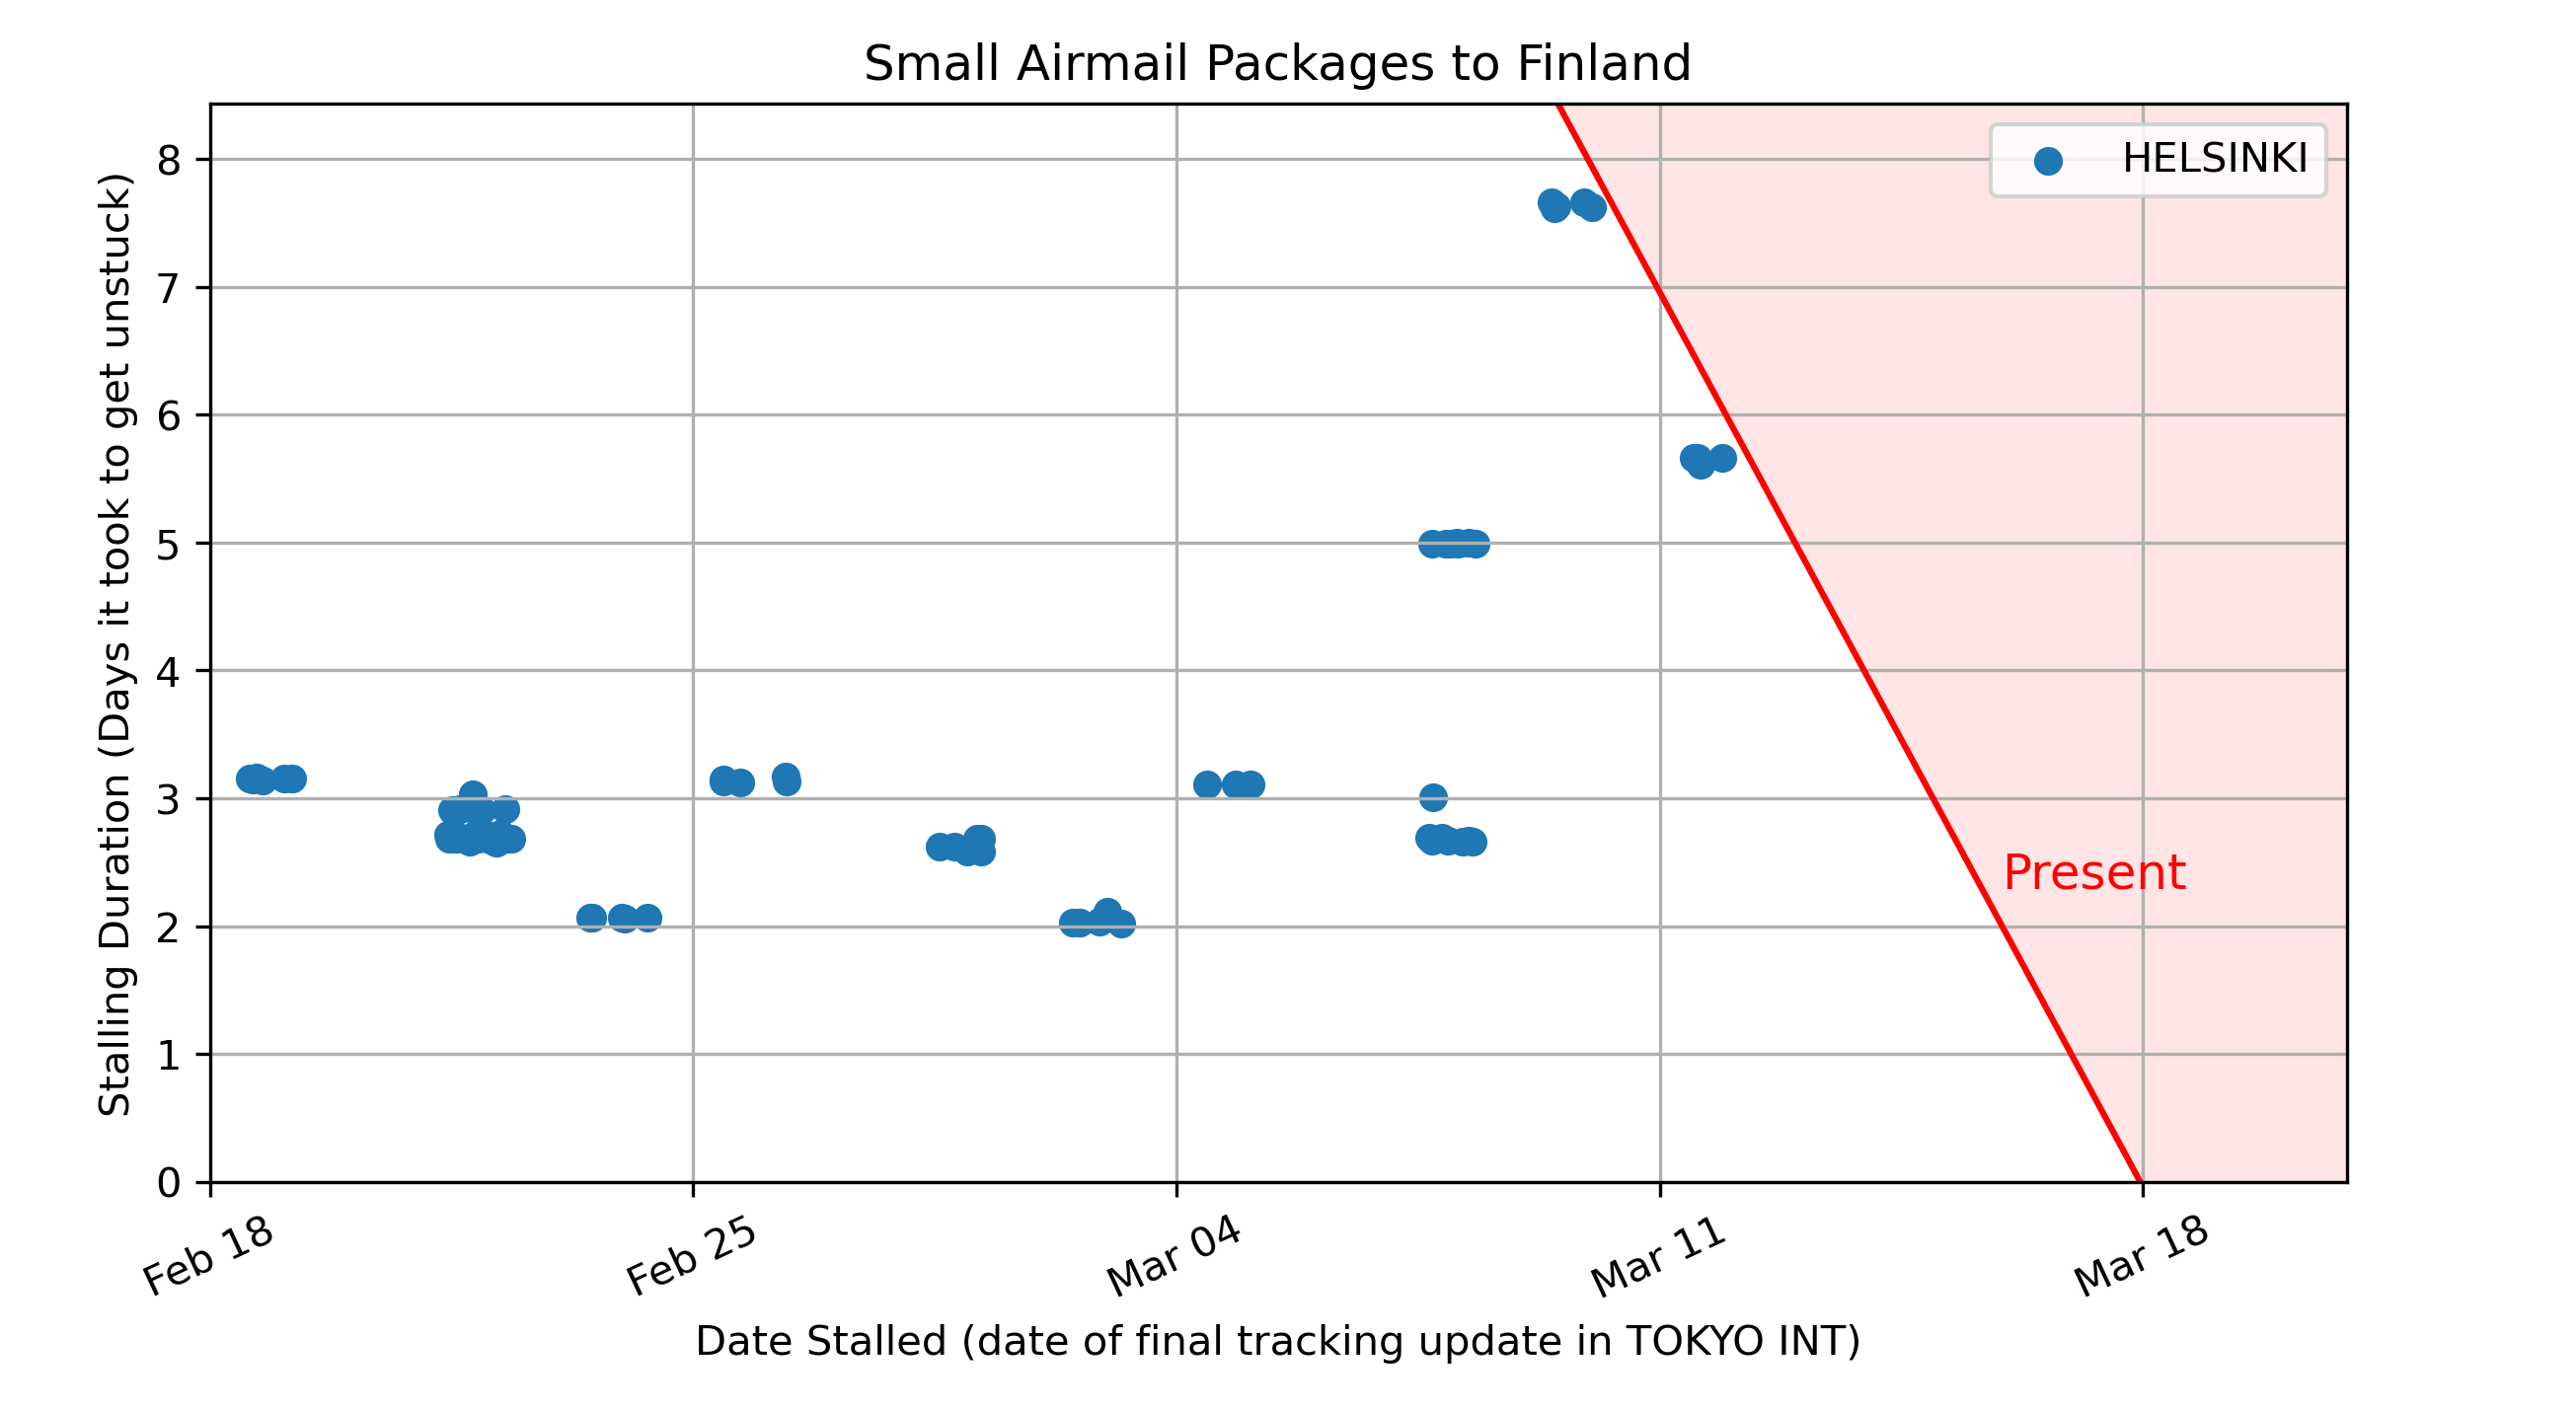 Small Airmail Packages to Finland
HELSINKI
8
7
6
5
4
3
2
1
0
Stalling Duration (Days it took to get unstuck)
Present
Feb 18
Feb 25
Mar 04
Mar 11
Mar 18
Date Stalled (date of final tracking update in TOKYO INT)